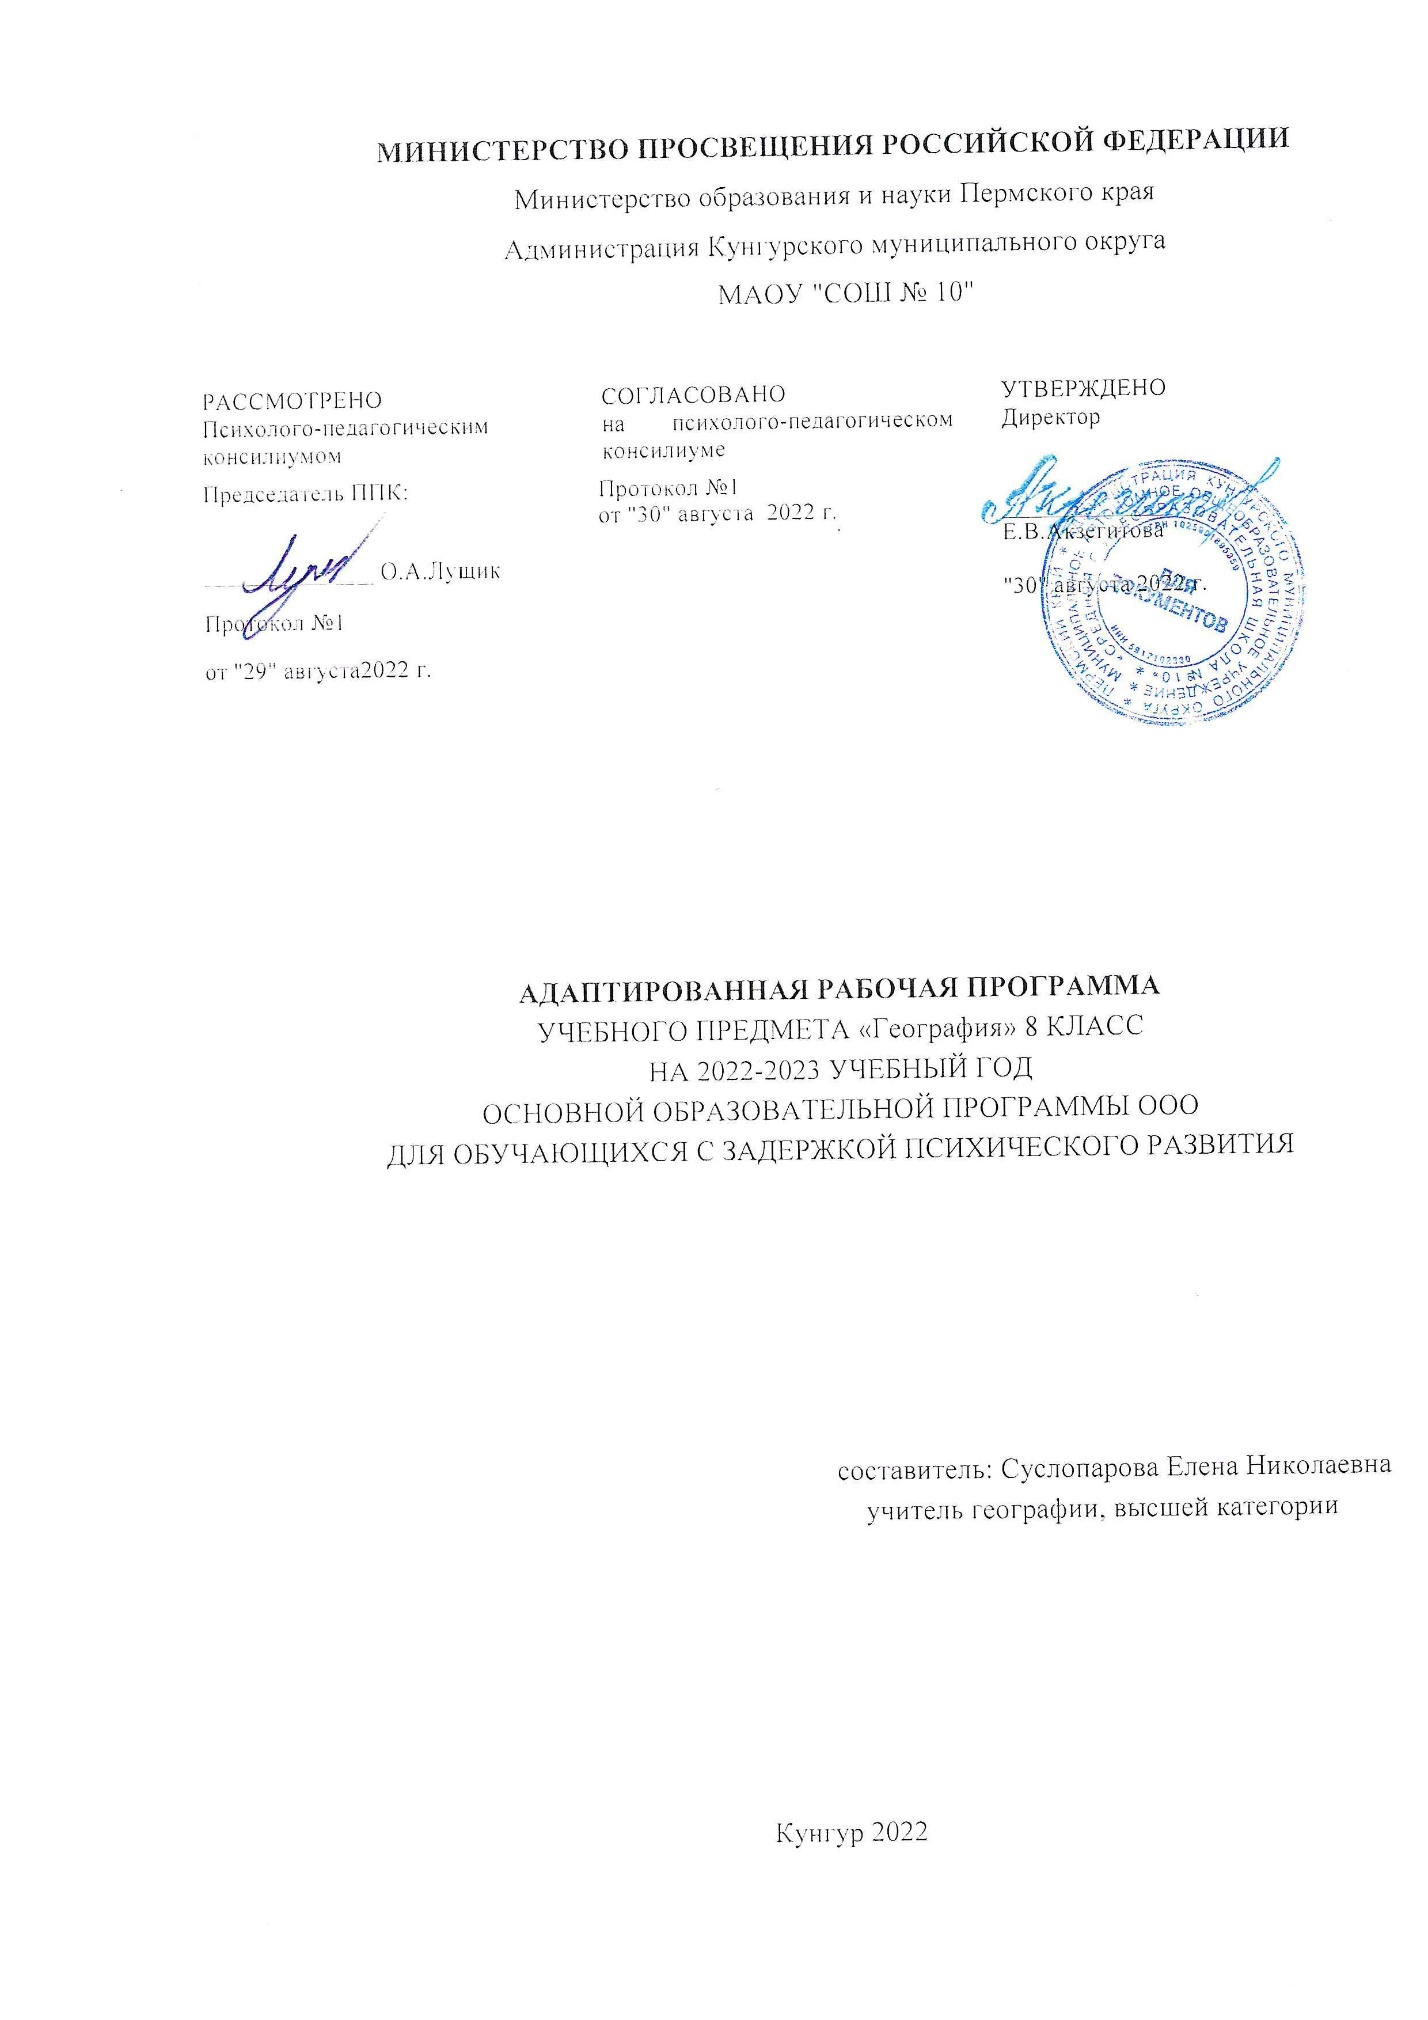 МИНИСТЕРСТВО ПРОСВЕЩЕНИЯ РОССИЙСКОЙ ФЕДЕРАЦИИ
Министерство образования и науки Пермского края
Администрация Кунгурского муниципального округа
МАОУ "СОШ № 10"
РАССМОТРЕНО
Психолого-педагогическим
консилиумом
Председатель ППК:
О.А.Лущик
Протокол №1
от "29" августа2022 г.
СОГЛАСОВАНО
на психолого-педагогическом
консилиуме
Протокол №1
от "30" августа 2022 г.
УТВЕРЖДЕНО
Директор
Е.В.Акзегитова
"30" августа 2022 г.
ДЛЯ
ДОКУМЕНТОВ
АДАПТИРОВАННАЯ РАБОЧАЯ ПРОГРАММА
УЧЕБНОГО ПРЕДМЕТА «География» 8 КЛАСС
НА 2022-2023 УЧЕБНЫЙ ГОД
ОСНОВНОЙ ОБРАЗОВАТЕЛЬНОЙ ПРОГРАММЫ ООО
ДЛЯ ОБУЧАЮЩИХСЯ С ЗАДЕРЖКОЙ ПСИХИЧЕСКОГО РАЗВИТИЯ
составитель: Суслопарова Елена Николаевна
учитель географии, высшей категории
Кунгур 2022